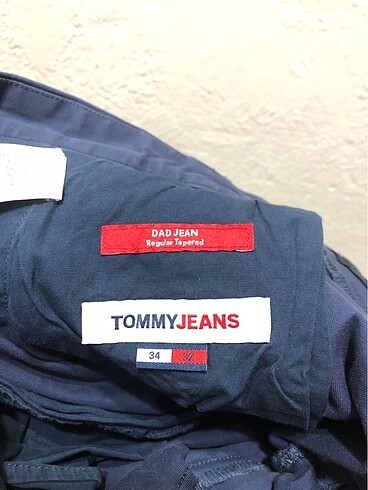 DAD JEAN
Regular Tapered
TOMMYJEANS
34 32